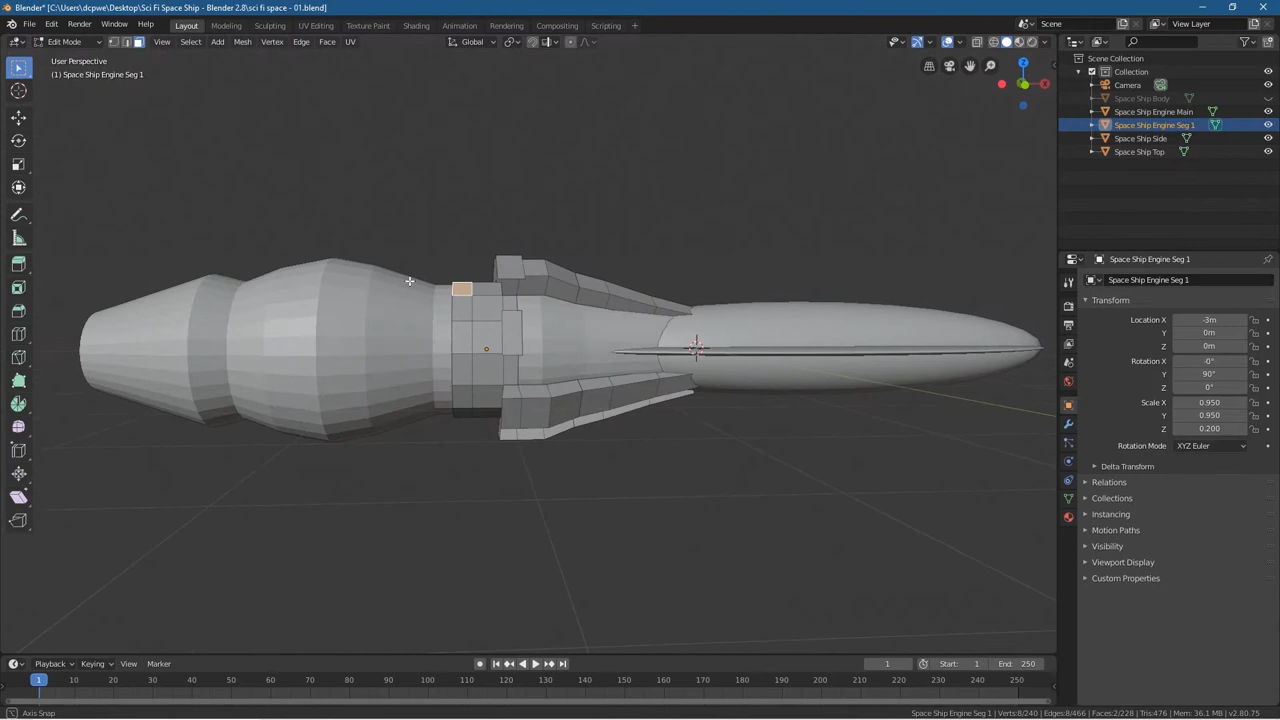 Blender* [C:\Users\dcpwe\Desktop\Sci Fi Space Ship - Blender 2.8\sci fi space - 01.blend]
File Edit Render Window Help Layout Modeling Sculpting UV Editing Texture Paint Shading Animation Rendering Compositing Scripting + Scene View Layer
Edit Mode View Select Add Mesh Vertex Edge Face UV Global
User Perspective
(1) Space Ship Engine Seg 1
Z
X
Scene Collection
Collection
Camera
Space Ship Body
Space Ship Engine Main
Space Ship Engine Seg 1
Space Ship Side
Space Ship Top
Space Ship Engine Seg 1
Space Ship Engine Seg 1
Transform
Location X -3m
Y 0m
Z 0m
Rotation X -0°
Y 90°
Z 0°
Scale X 0.950
Y 0.950
Z 0.200
Rotation Mode XYZ Euler
Delta Transform
Relations
Collections
Instancing
Motion Paths
Visibility
Viewport Display
Custom Properties
Playback Keying View Marker 1 Start: 1 End: 250
1 10 20 30 40 50 60 70 80 90 100 110 120 130 140 150 160 170 180 190 200 210 220 230 240 250
Axis Snap Space Ship Engine Seg 1 | Verts:8/240 | Edges:8/466 | Faces:2/228 | Tris:476 | Mem: 36.1 MB | v2.80.75